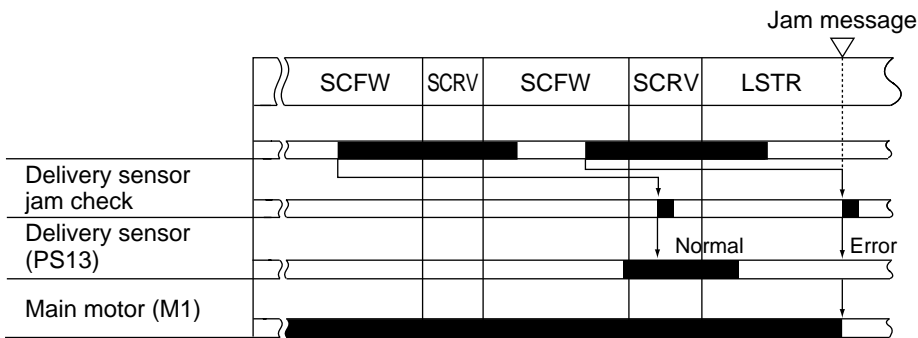 Jam message
SCFW SCRV SCFW SCRV LSTR
Delivery sensor
jam check
Delivery sensor
(PS13)
Normal Error
Main motor (M1)